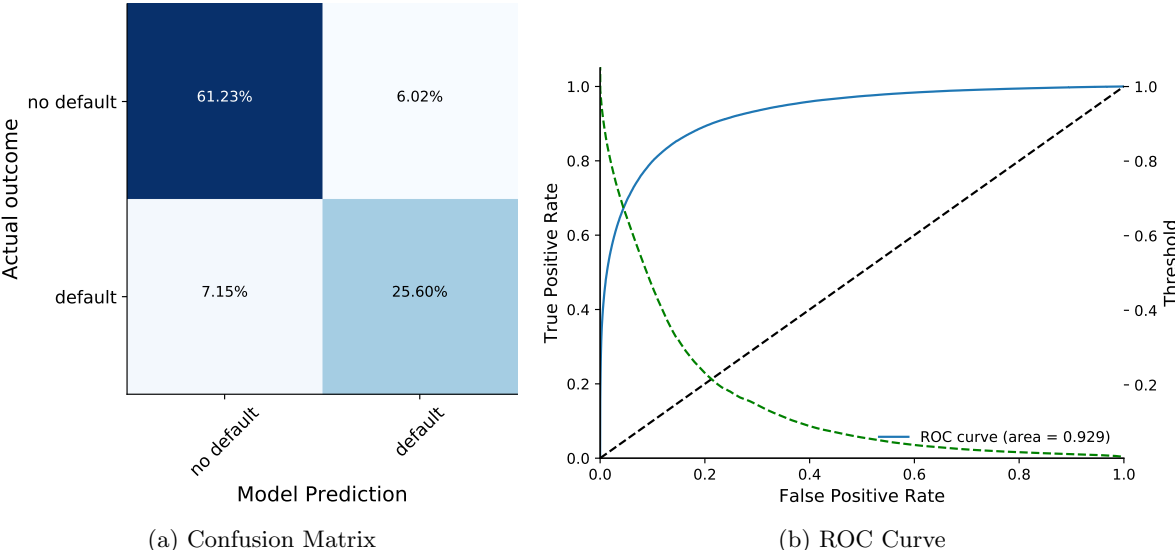 Actual outcome
no default
default
61.23%
6.02%
7.15%
25.60%
no default
default
Model Prediction
(a) Confusion Matrix
True Positive Rate
1.0
0.8
0.6
0.4
0.2
0.0
0.0
0.2
0.4
0.6
0.8
1.0
False Positive Rate
ROC curve (area = 0.929)
1.0
0.8
0.6
0.4
0.2
Threshold
(b) ROC Curve